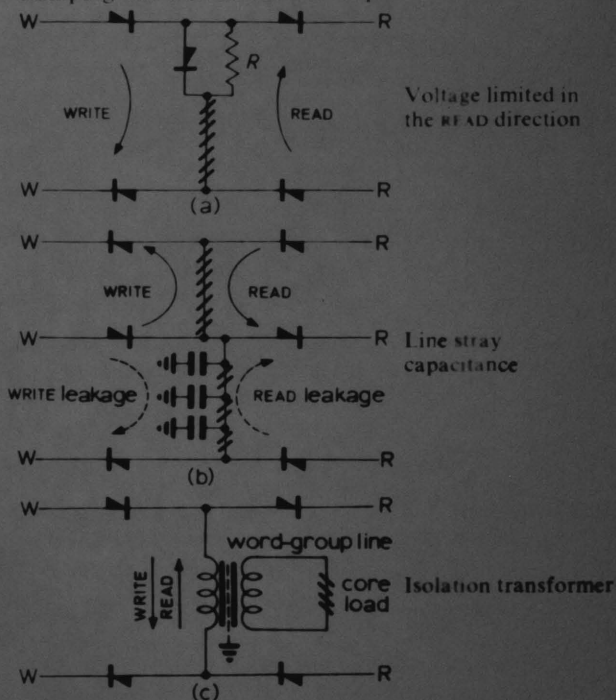 W R
R
WRITE READ
Voltage limited in
the READ direction
W R
(a)
W R
WRITE READ
W R
Line stray
capacitance
WRITE leakage READ leakage
W R
(b)
W R
word-group line
WRITE
READ
core
load
Isolation transformer
W R
(c)